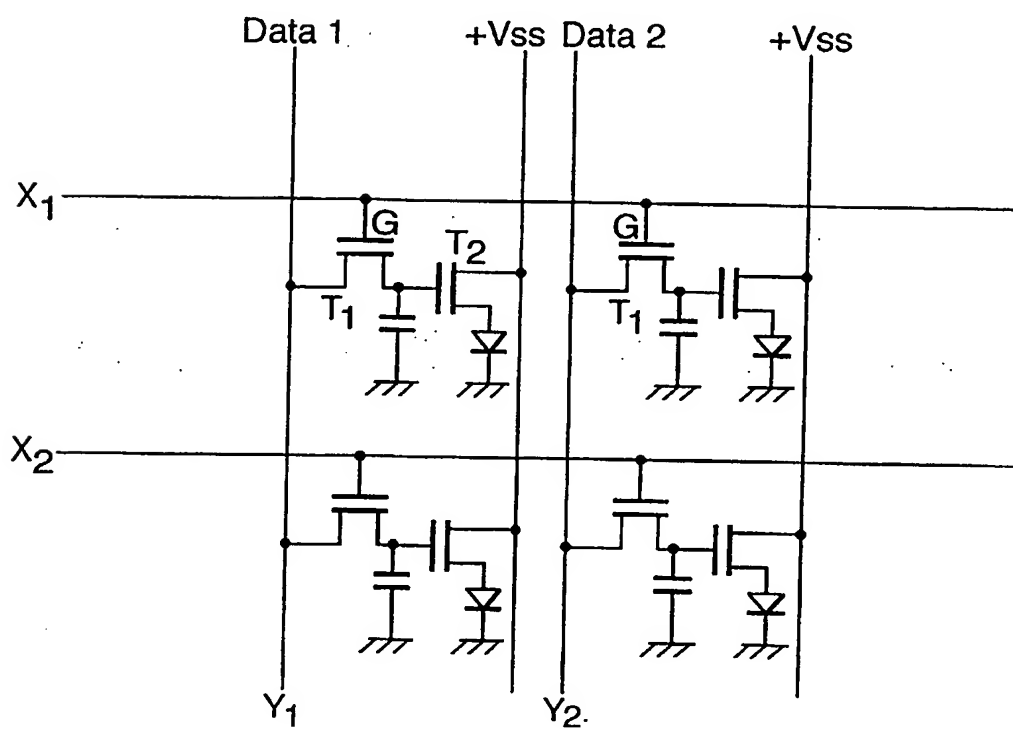 Data 1 +Vss Data 2 +Vss
X1
G G
T2
T1 T1
X2
Y1 Y2.